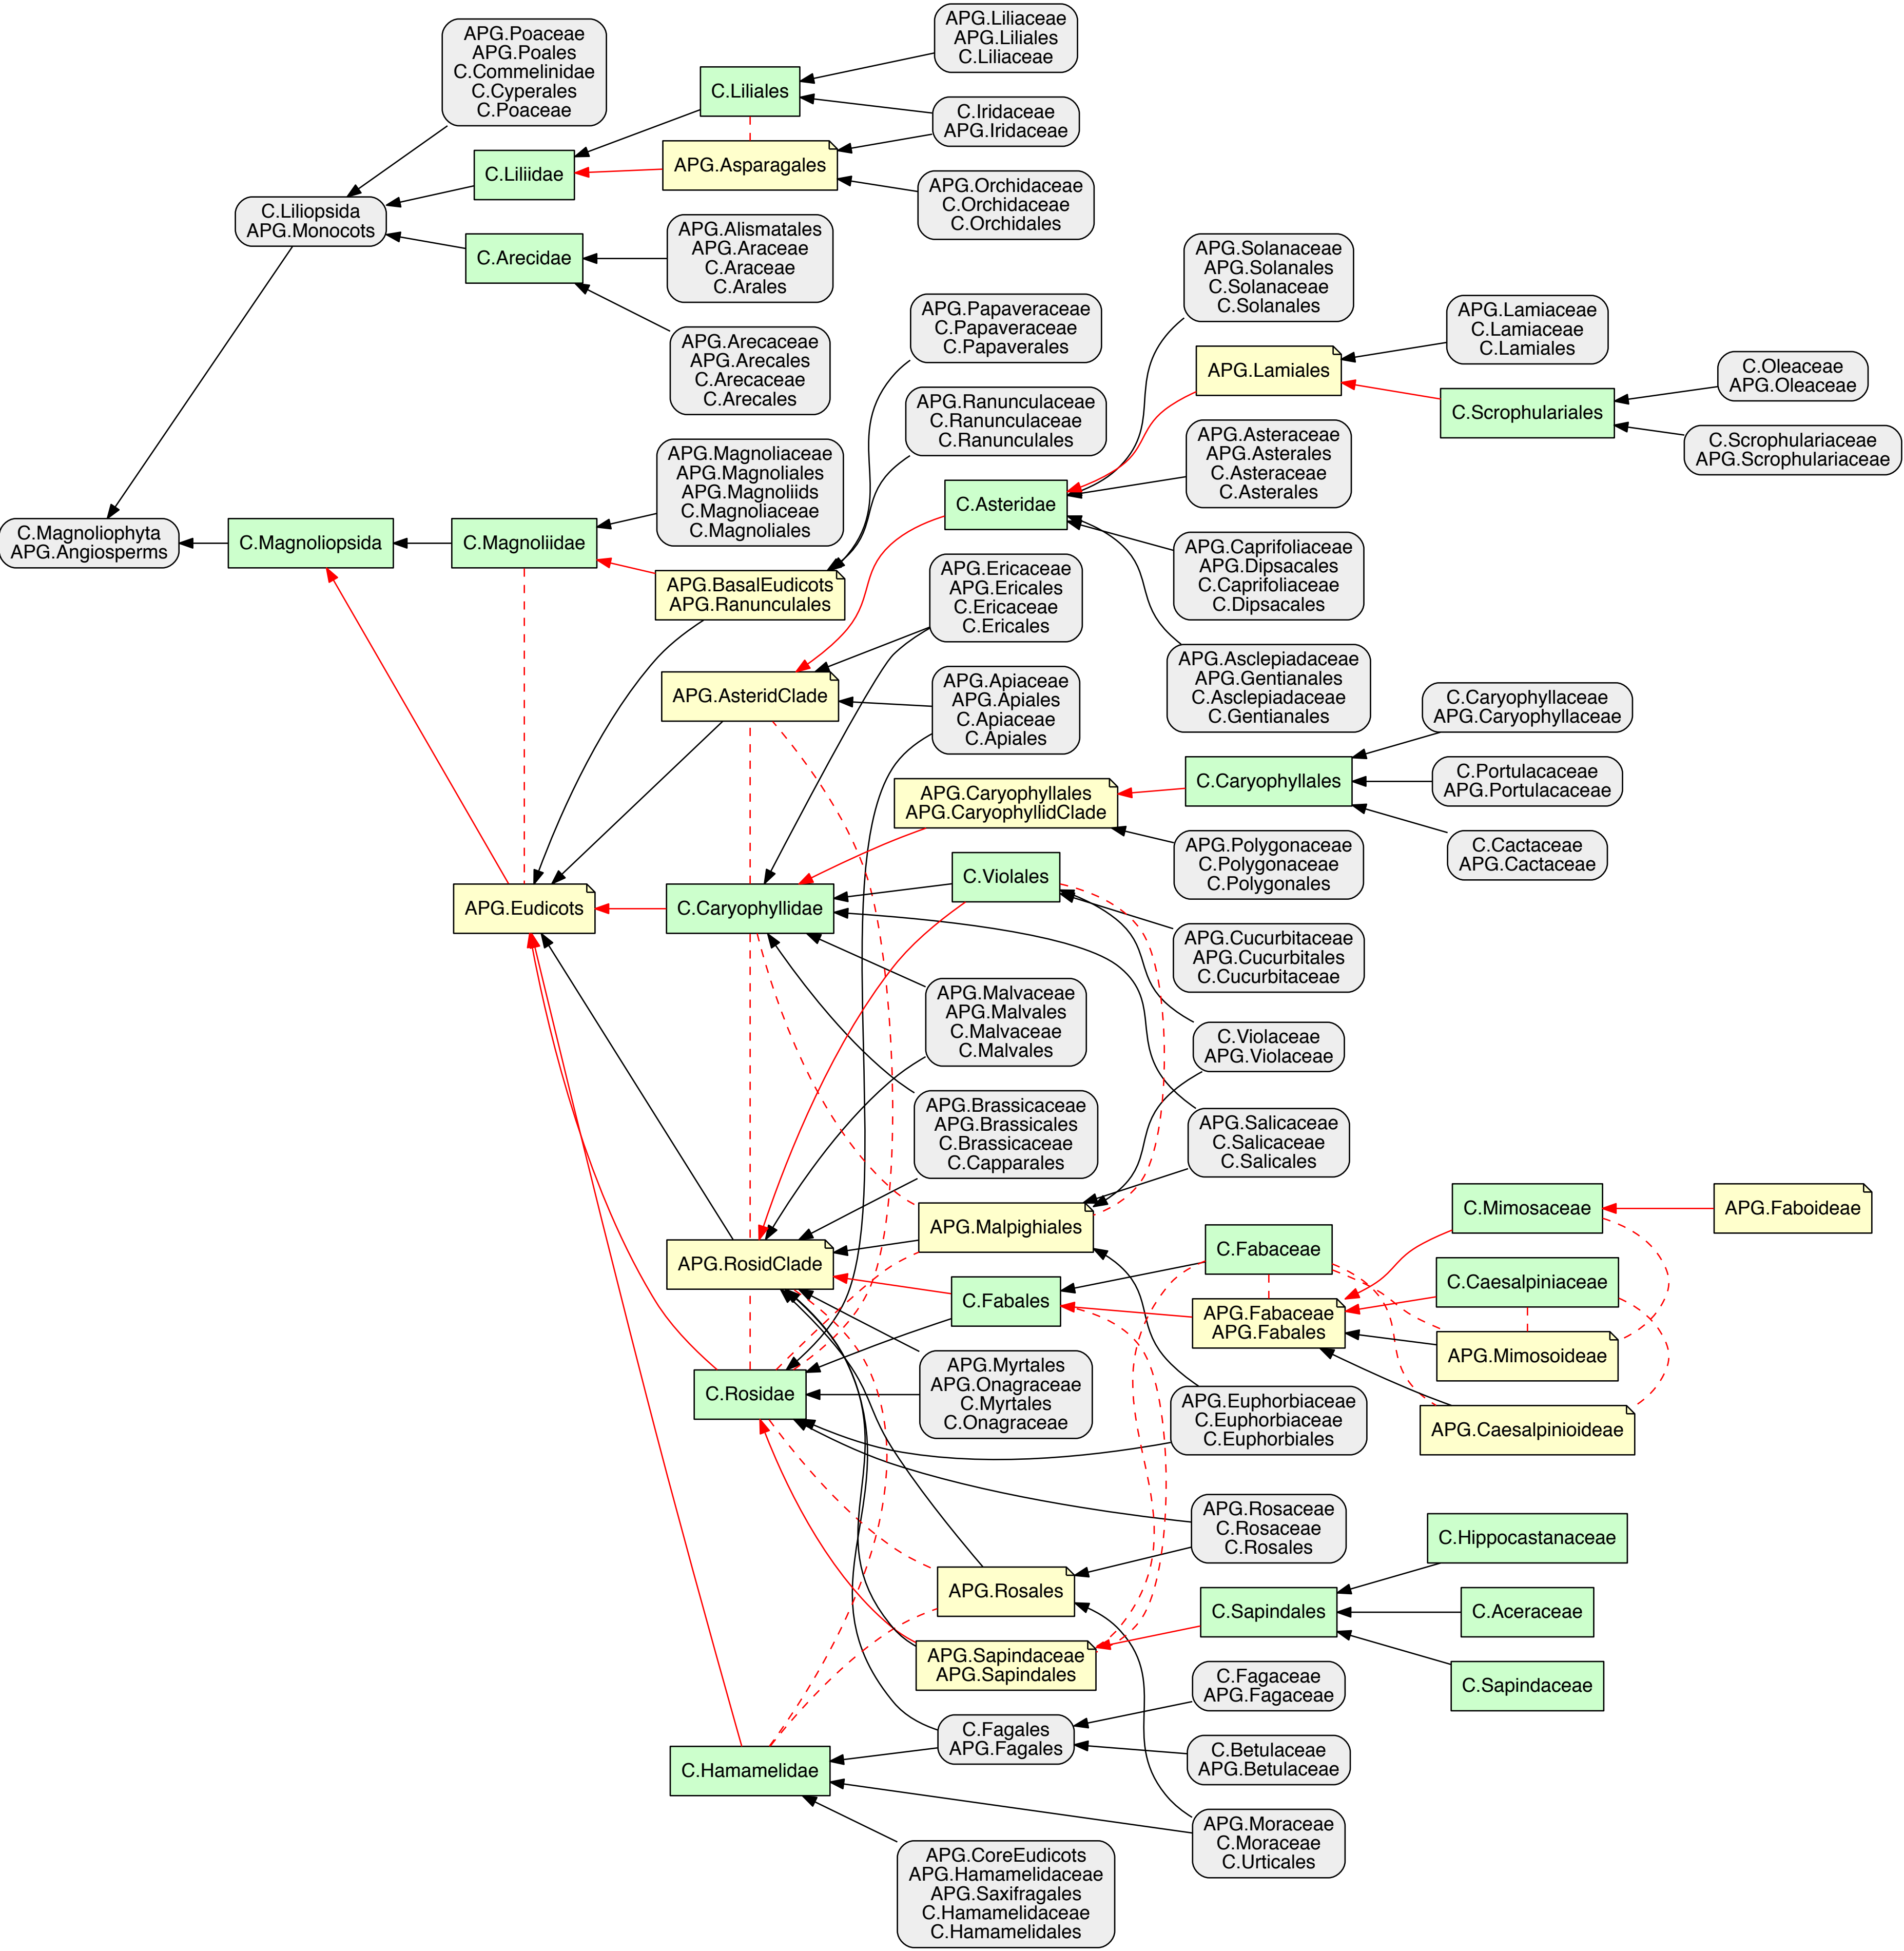 APG.Poaceae
APG.Poales
C.Commelinidae
C.Cyperales
C.Poaceae
C.Liliales
APG.Liliaceae
APG.Liliales
C.Liliaceae
C.Iridaceae
APG.Iridaceae
C.Liliidae
APG.Asparagales
APG.Orchidaceae
C.Orchidaceae
C.Orchidales
C.Liliopsida
APG.Monocots
C.Arecidae
APG.Alismatales
APG.Araceae
C.Araceae
C.Arales
APG.Arecaceae
APG.Arecales
C.Arecaceae
C.Arecales
APG.Papaveraceae
C.Papaveraceae
C.Papaverales
APG.Ranunculaceae
C.Ranunculaceae
C.Ranunculales
APG.Solanaceae
APG.Solanales
C.Solanaceae
C.Solanales
APG.Lamiales
APG.Lamiaceae
C.Lamiaceae
C.Lamiales
C.Scrophulariales
C.Oleaceae
APG.Oleaceae
C.Scrophulariaceae
APG.Scrophulariaceae
APG.Asteraceae
APG.Asterales
C.Asteraceae
C.Asterales
C.Asteridae
APG.Magnoliaceae
APG.Magnoliales
APG.Magnoliids
C.Magnoliaceae
C.Magnoliales
C.Magnoliophyta
APG.Angiosperms
C.Magnoliopsida
C.Magnoliidae
APG.BasalEudicots
APG.Ranunculales
APG.Ericaceae
APG.Ericales
C.Ericaceae
C.Ericales
APG.Caprifoliaceae
APG.Dipsacales
C.Caprifoliaceae
C.Dipsacales
APG.AsteridClade
APG.Apiaceae
APG.Apiales
C.Apiaceae
C.Apiales
APG.Asclepiadaceae
APG.Gentianales
C.Asclepiadaceae
C.Gentianales
C.Caryophyllaceae
APG.Caryophyllaceae
APG.Caryophyllales
APG.CaryophyllidClade
C.Caryophyllales
C.Portulacaceae
APG.Portulacaceae
APG.Polygonaceae
C.Polygonaceae
C.Polygonales
C.Cactaceae
APG.Cactaceae
APG.Eudicots
C.Caryophyllidae
C.Violales
APG.Cucurbitaceae
APG.Cucurbitales
C.Cucurbitaceae
APG.Malvaceae
APG.Malvales
C.Malvaceae
C.Malvales
C.Violaceae
APG.Violaceae
APG.Brassicaceae
APG.Brassicales
C.Brassicaceae
C.Capparales
APG.Salicaceae
C.Salicaceae
C.Salicales
APG.Malpighiales
APG.RosidClade
C.Fabales
C.Fabaceae
APG.Fabaceae
APG.Fabales
C.Mimosaceae
APG.Faboideae
C.Caesalpiniaceae
APG.Mimosoideae
APG.Caesalpinioideae
C.Rosidae
APG.Myrtales
APG.Onagraceae
C.Myrtales
C.Onagraceae
APG.Euphorbiaceae
C.Euphorbiaceae
C.Euphorbiales
APG.Rosaceae
C.Rosaceae
C.Rosales
APG.Rosales
C.Hippocastanaceae
C.Sapindales
C.Aceraceae
APG.Sapindaceae
APG.Sapindales
C.Sapindaceae
C.Fagaceae
APG.Fagaceae
C.Fagales
APG.Fagales
C.Betulaceae
APG.Betulaceae
C.Hamamelidae
APG.Moraceae
C.Moraceae
C.Urticales
APG.CoreEudicots
APG.Hamamelidaceae
APG.Saxifragales
C.Hamamelidaceae
C.Hamamelidales